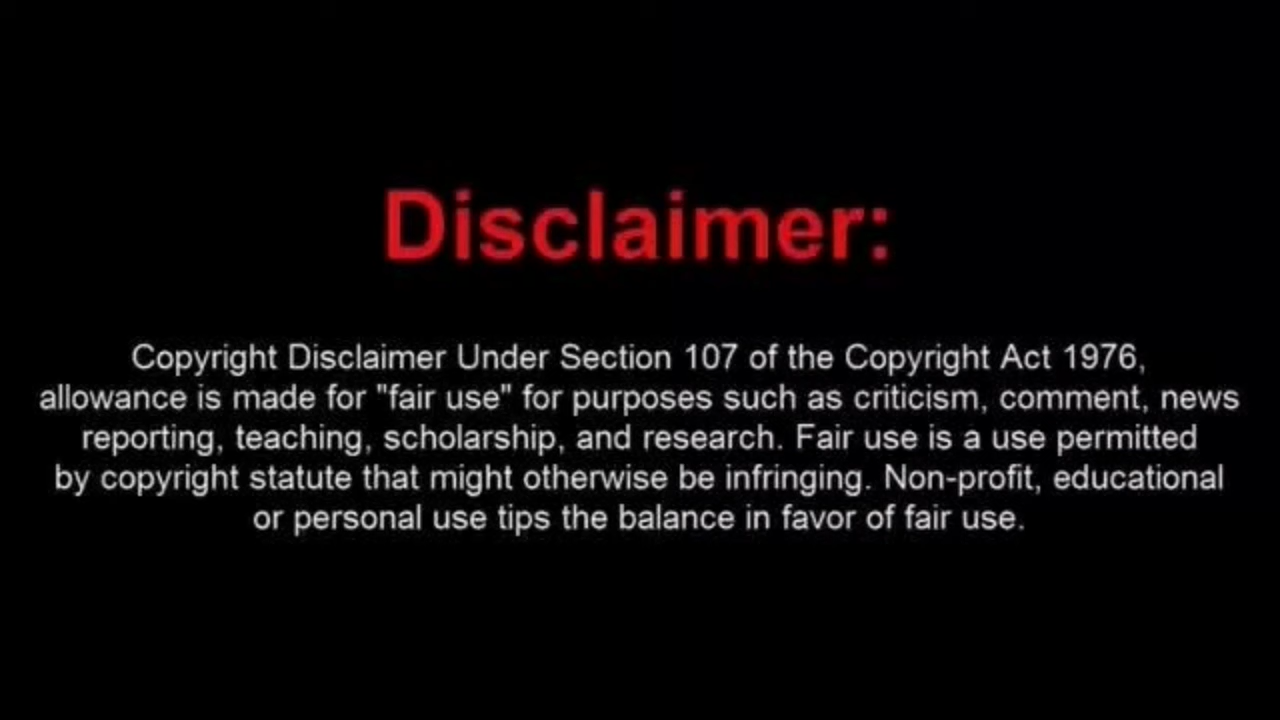 Disclaimer:
Copyright Disclaimer Under Section 107 of the Copyright Act 1976,
allowance is made for "fair use" for purposes such as criticism, comment, news
reporting, teaching, scholarship, and research. Fair use is a use permitted
by copyright statute that might otherwise be infringing. Non-profit, educational
or personal use tips the balance in favor of fair use.